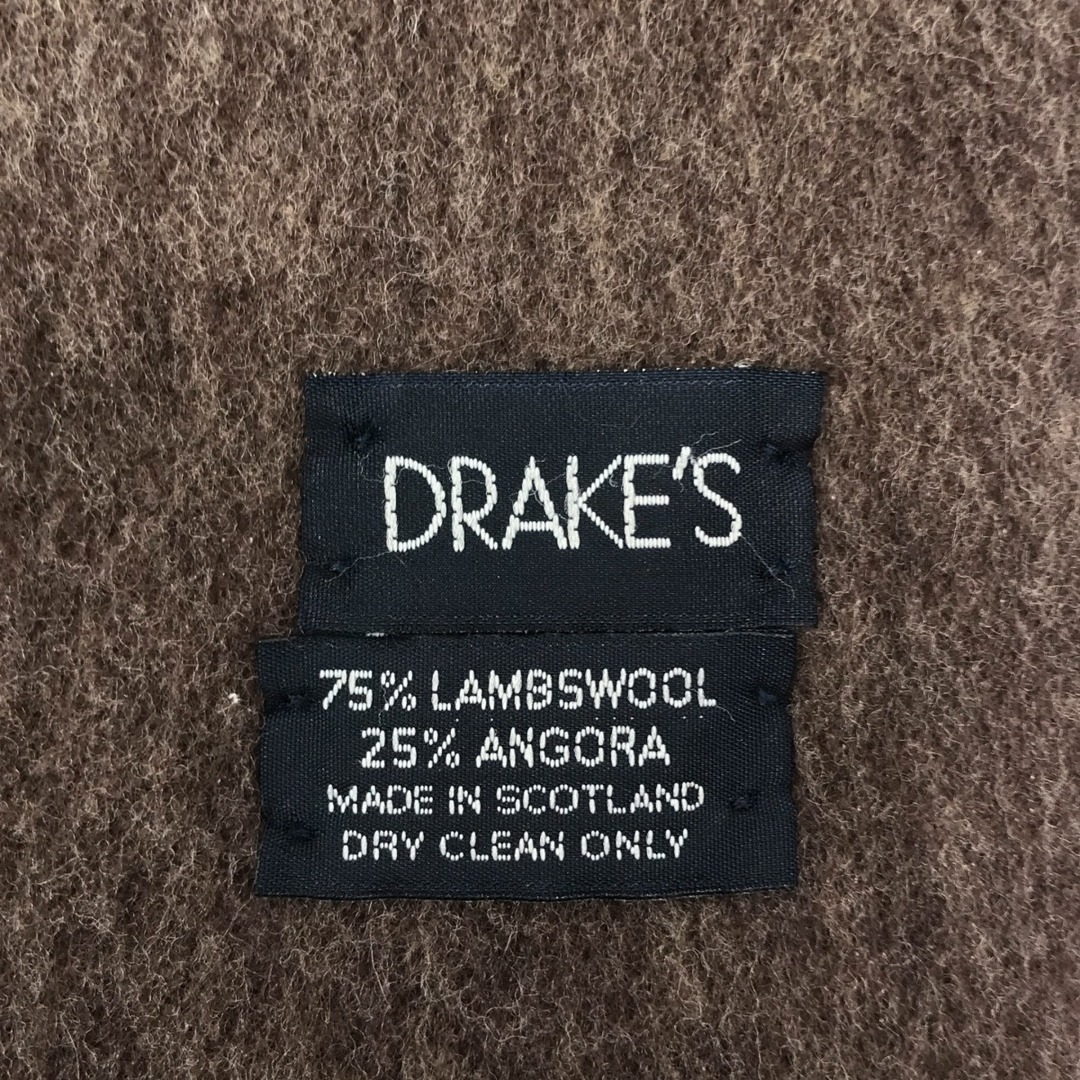 DRAKE'S
75% LAMBSWOOL
25% ANGORA
MADE IN SCOTLAND
DRY CLEAN ONLY